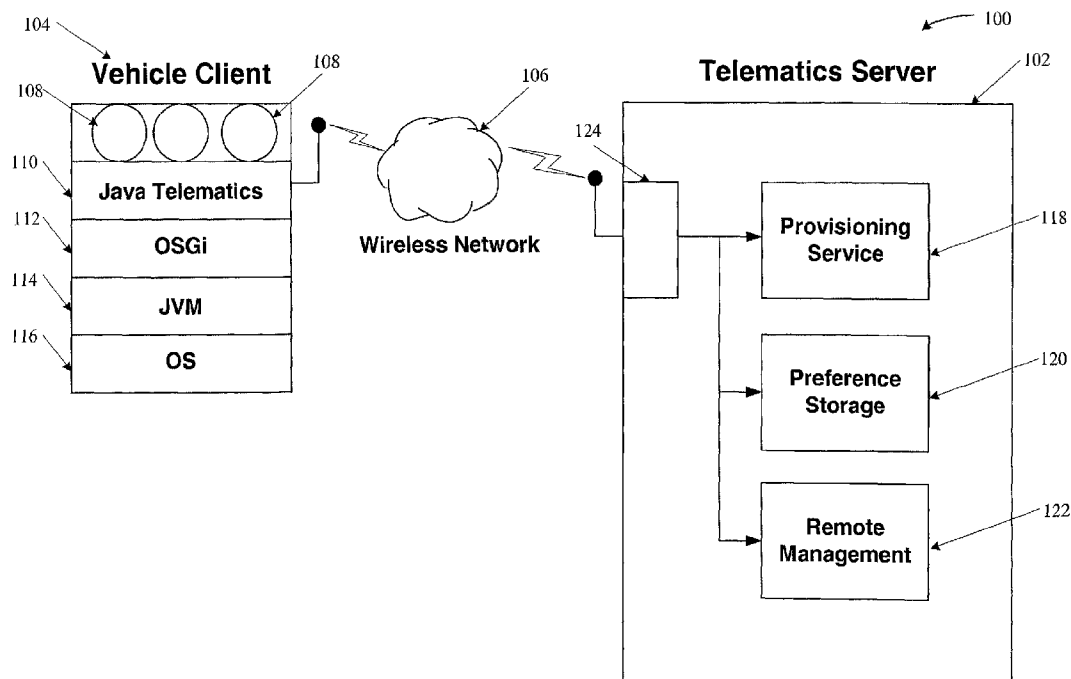 104
100
Vehicle Client
108
108
106
Telematics Server
102
124
110
Java Telematics
112
OSGi
Wireless Network
Provisioning
Service
118
114
JVM
116
OS
Preference
Storage
120
Remote
Management
122